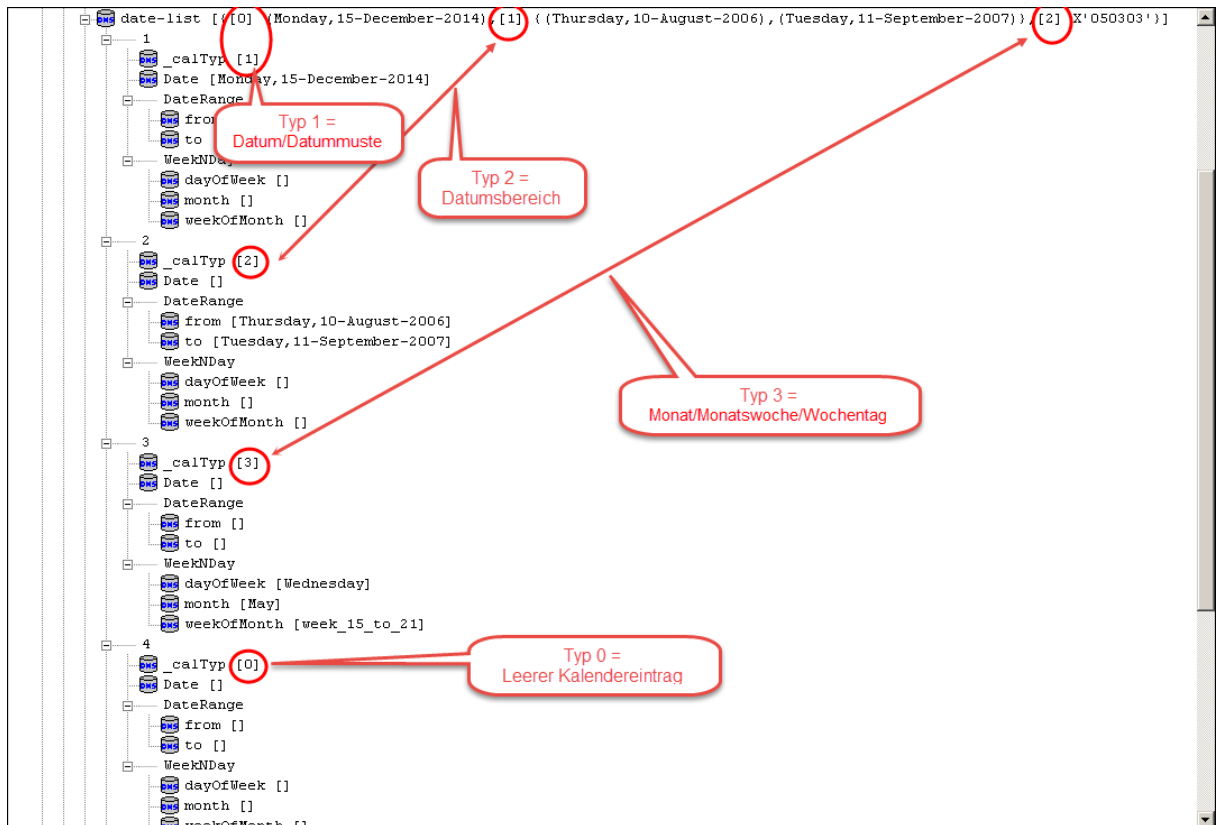 date-list [{[0] (Monday,15-December-2014),[1] ((Thursday,10-August-2006),(Tuesday,11-September-2007)},[2] X'050303'}]
1
_calTyp [1]
Date [Monday,15-December-2014]
DateRange
from
to
Typ 1 =
Datum/Datummuste
WeekNDay
dayOfWeek []
month []
weekOfMonth []
Typ 2 =
Datumsbereich
2
_calTyp [2]
Date []
DateRange
from [Thursday,10-August-2006]
to [Tuesday,11-September-2007]
WeekNDay
dayOfWeek []
month []
weekOfMonth []
Typ 3 =
Monat/Monatswoche/Wochentag
3
_calTyp [3]
Date []
DateRange
from []
to []
WeekNDay
dayOfWeek [Wednesday]
month [May]
weekOfMonth [week_15_to_21]
4
_calTyp [0]
Date []
Typ 0 =
Leerer Kalendereintrag
DateRange
from []
to []
WeekNDay
dayOfWeek []
month []
weekOfMonth []